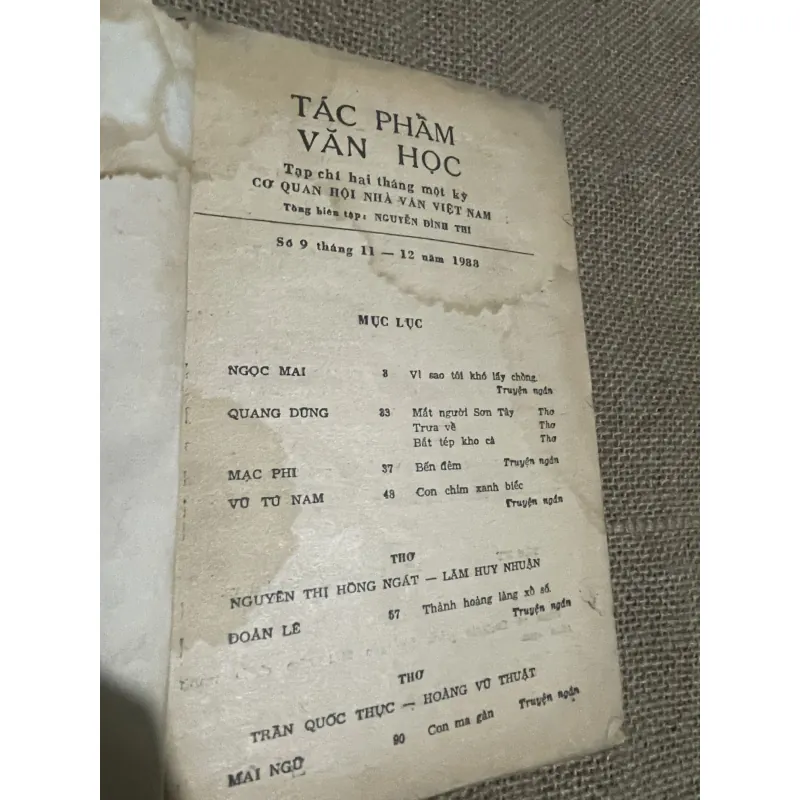 TÁC PHẨM
VĂN HỌC
Tạp chí hai tháng một kỳ
CƠ QUAN HỘI NHÀ VĂN VIỆT NAM
Tổng biên tập: NGUYỄN ĐÌNH THI
Số 9 tháng 11 — 12 năm 1988
MỤC LỤC
NGỌC MAI 3 Vì sao tôi khó lấy chồng.
Truyện ngắn
QUANG DŨNG 33 Mắt người Sơn Tây Thơ
Trưa về Thơ
Bát tép kho cá Thơ
MẠC PHI 37 Bến đêm Truyện ngắn
VŨ TÚ NAM 48 Con chim xanh biếc
Truyện ngắn
THƠ
NGUYỄN THỊ HỒNG NGÁT — LÂM HUY NHUẬN
ĐOÀN LÊ 57 Thành hoàng làng xổ số.
Truyện ngắn
THƠ
TRẦN QUỐC THỰC — HOÀNG VŨ THUẬT
MAI NGỮ 90 Con ma gàn Truyện ngắn